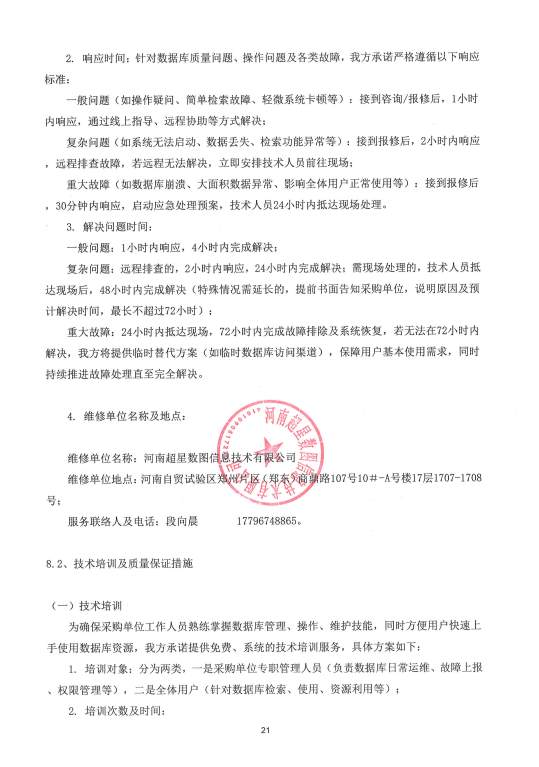 2. 响应时间：针对数据库质量问题、操作问题及各类故障，我方承诺严格遵循以下响应
标准：
一般问题（如操作疑问、简单检索故障、轻微系统卡顿等）：接到咨询/报修后，1小时
内响应，通过线上指导、远程协助等方式解决；
复杂问题（如系统无法启动、数据丢失、检索功能异常等）：接到报修后，2小时内响应
，远程排查故障，若远程无法解决，立即安排技术人员前往现场；
重大故障（如数据库崩溃、大面积数据异常、影响全体用户正常使用等）：接到报修后
，30分钟内响应，启动应急处理预案，技术人员24小时内抵达现场处理。
3. 解决问题时间：
一般问题：1小时内响应，4小时内完成解决；
复杂问题：远程排查的，2小时内响应，24小时内完成解决；需现场处理的，技术人员抵
达现场后，48小时内完成解决（特殊情况需延长的，提前书面告知采购单位，说明原因及预
计解决时间，最长不超过72小时）；
重大故障：24小时内抵达现场，72小时内完成故障排除及系统恢复，若无法在72小时内
解决，我方将提供临时替代方案（如临时数据库访问渠道），保障用户基本使用需求，同时
持续推进故障处理直至完全解决。
4. 维修单位名称及地点：
维修单位名称：河南超星数图信息技术有限公司
维修单位地点：河南自贸试验区郑州片区（郑东）商鼎路107号10#-A号楼17层1707-1708
号；
服务联络人及电话：段向晨 17796748865。
8.2、技术培训及质量保证措施
（一）技术培训
为确保采购单位工作人员熟练掌握数据库管理、操作、维护技能，同时方便用户快速上
手使用数据库资源，我方承诺提供免费、系统的技术培训服务，具体方案如下：
1. 培训对象：分为两类，一是采购单位专职管理人员（负责数据库日常运维、故障上报
、权限管理等），二是全体用户（针对数据库检索、使用、资源利用等）；
2. 培训次数及时间：
21